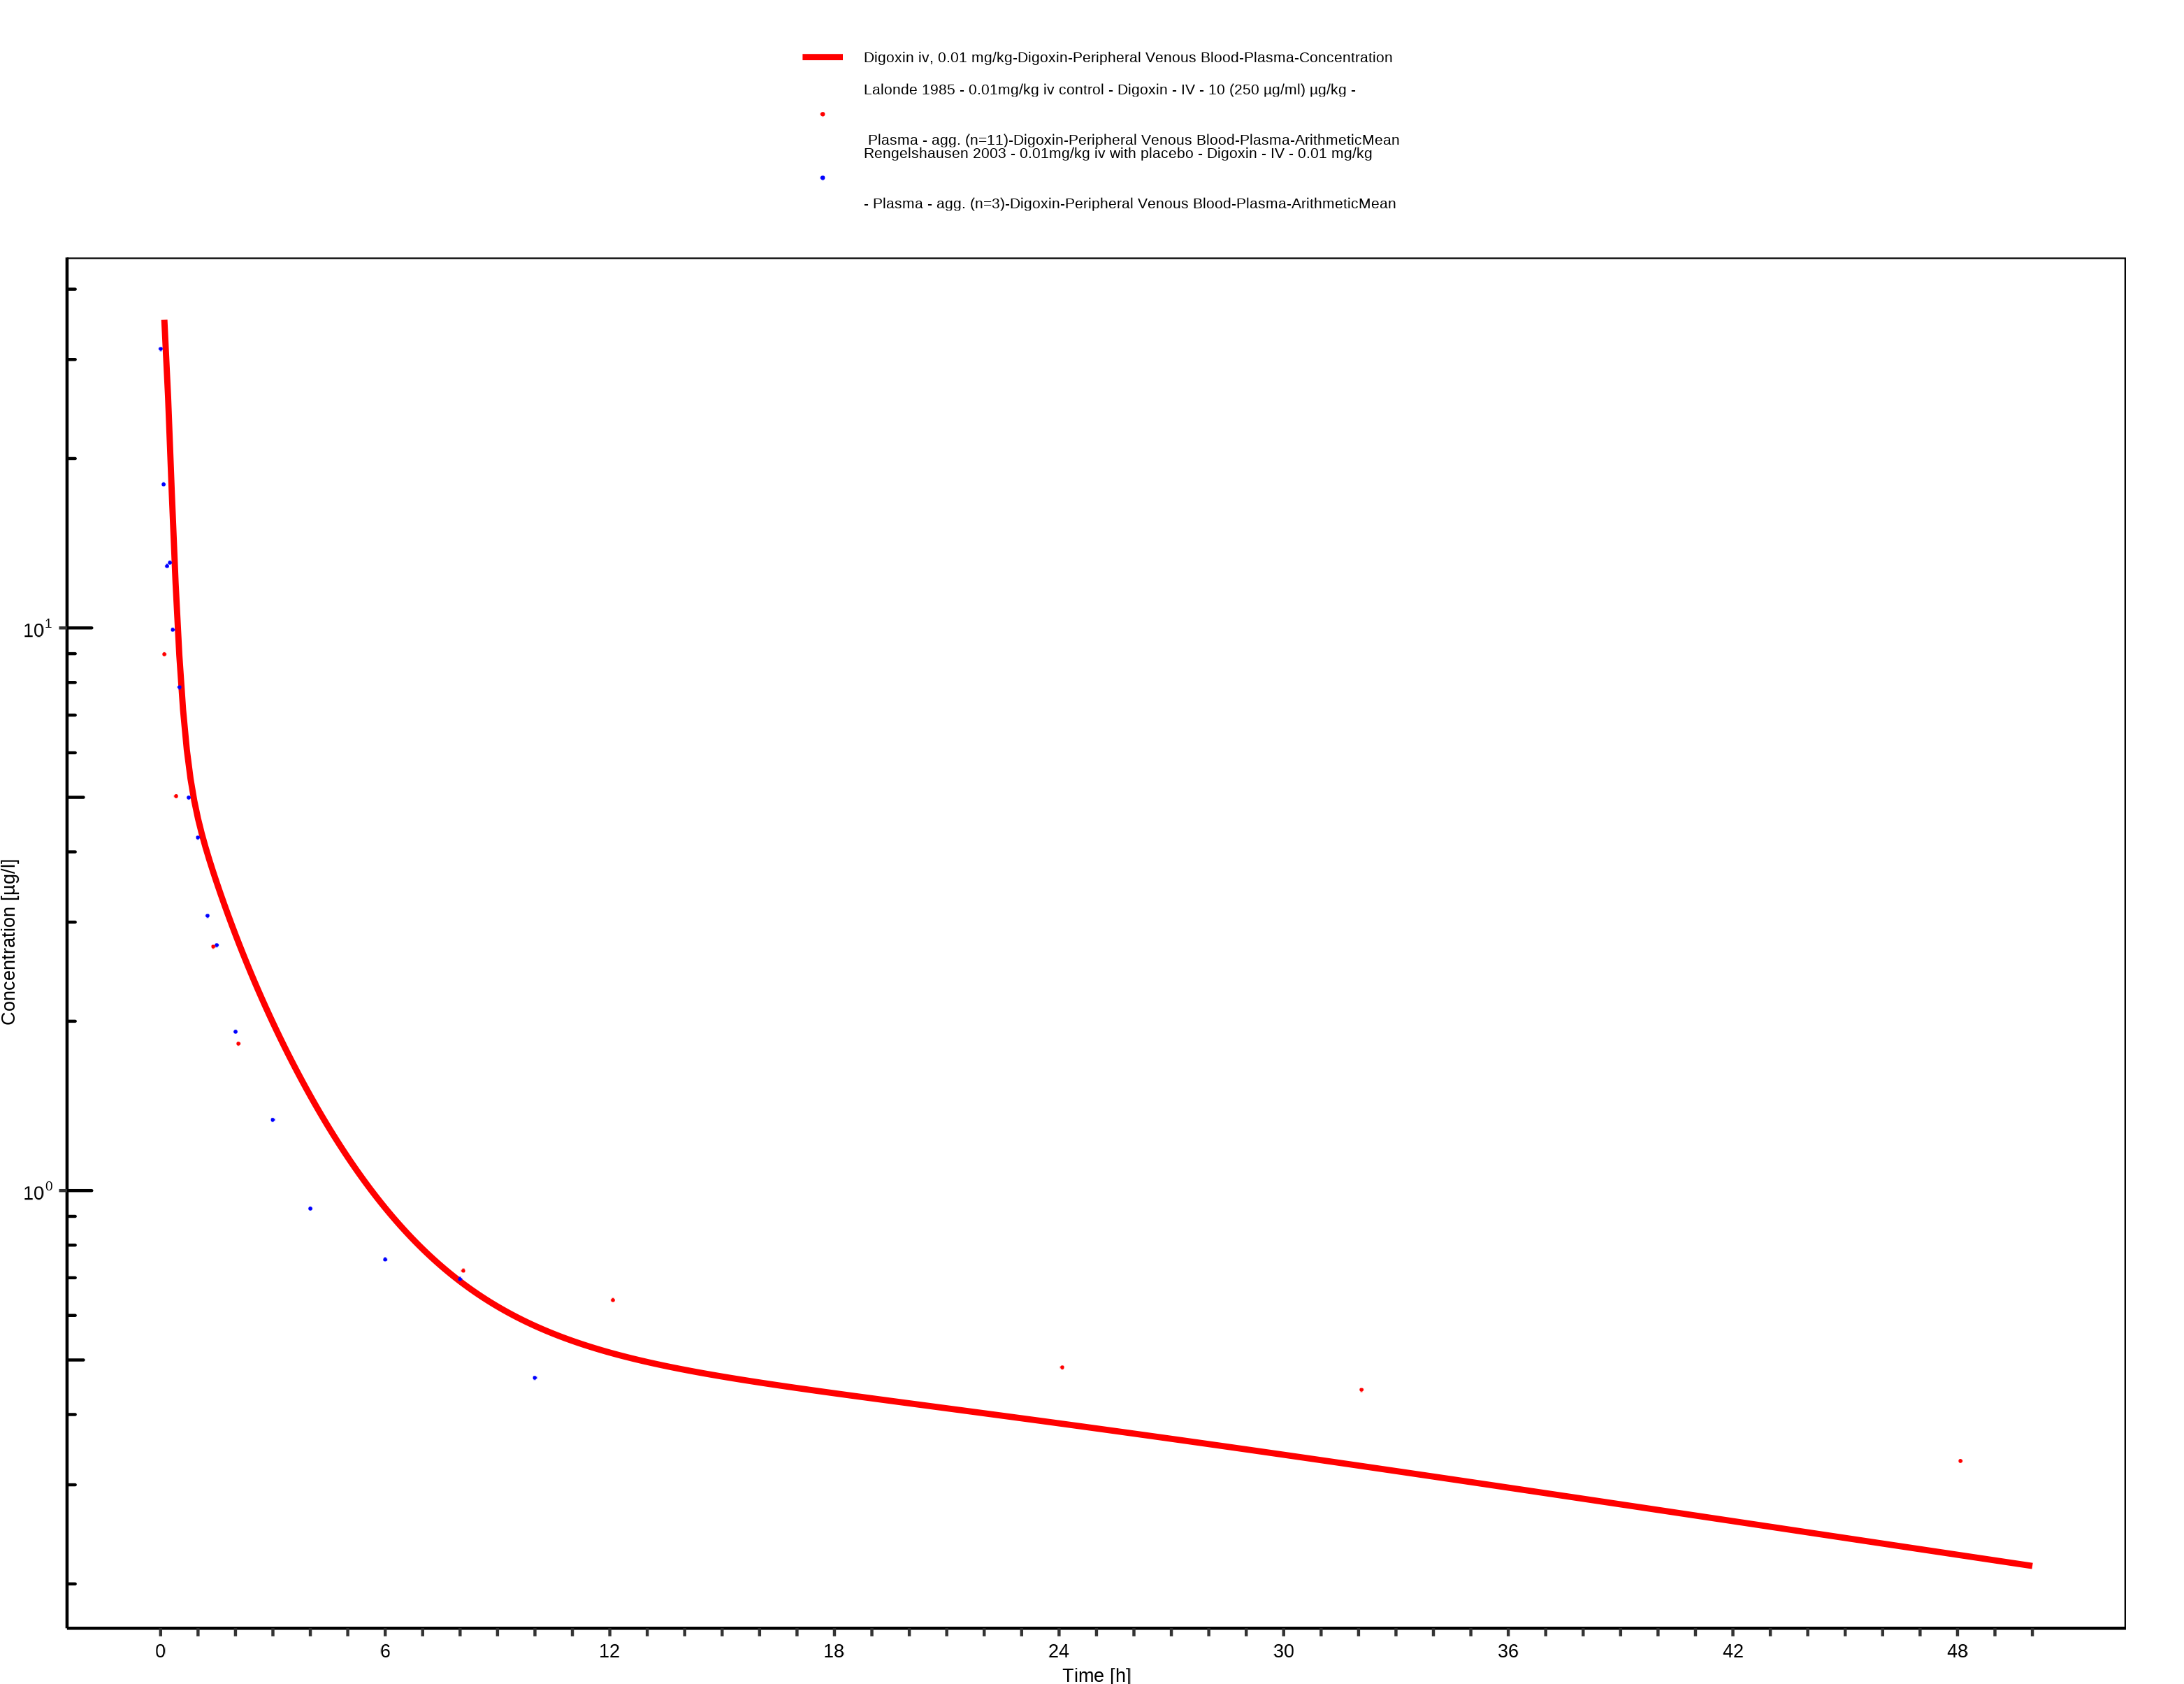 Digoxin iv, 0.01 mg/kg-Digoxin-Peripheral Venous Blood-Plasma-Concentration
Lalonde 1985 - 0.01mg/kg iv control - Digoxin - IV - 10 (250 µg/ml) µg/kg -
Plasma - agg. (n=11)-Digoxin-Peripheral Venous Blood-Plasma-ArithmeticMean
Rengelshausen 2003 - 0.01mg/kg iv with placebo - Digoxin - IV - 0.01 mg/kg
- Plasma - agg. (n=3)-Digoxin-Peripheral Venous Blood-Plasma-ArithmeticMean
10¹
10⁰
Concentration [µg/l]
0 6 12 18 24 30 36 42 48
Time [h]